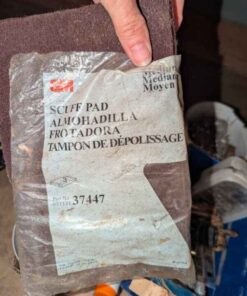 3M
Medium
Mediano
Moyen
SCUFF PAD
ALMOHADILLA
FROTADORA
TAMPON DE DÉPOLISSAGE
37447